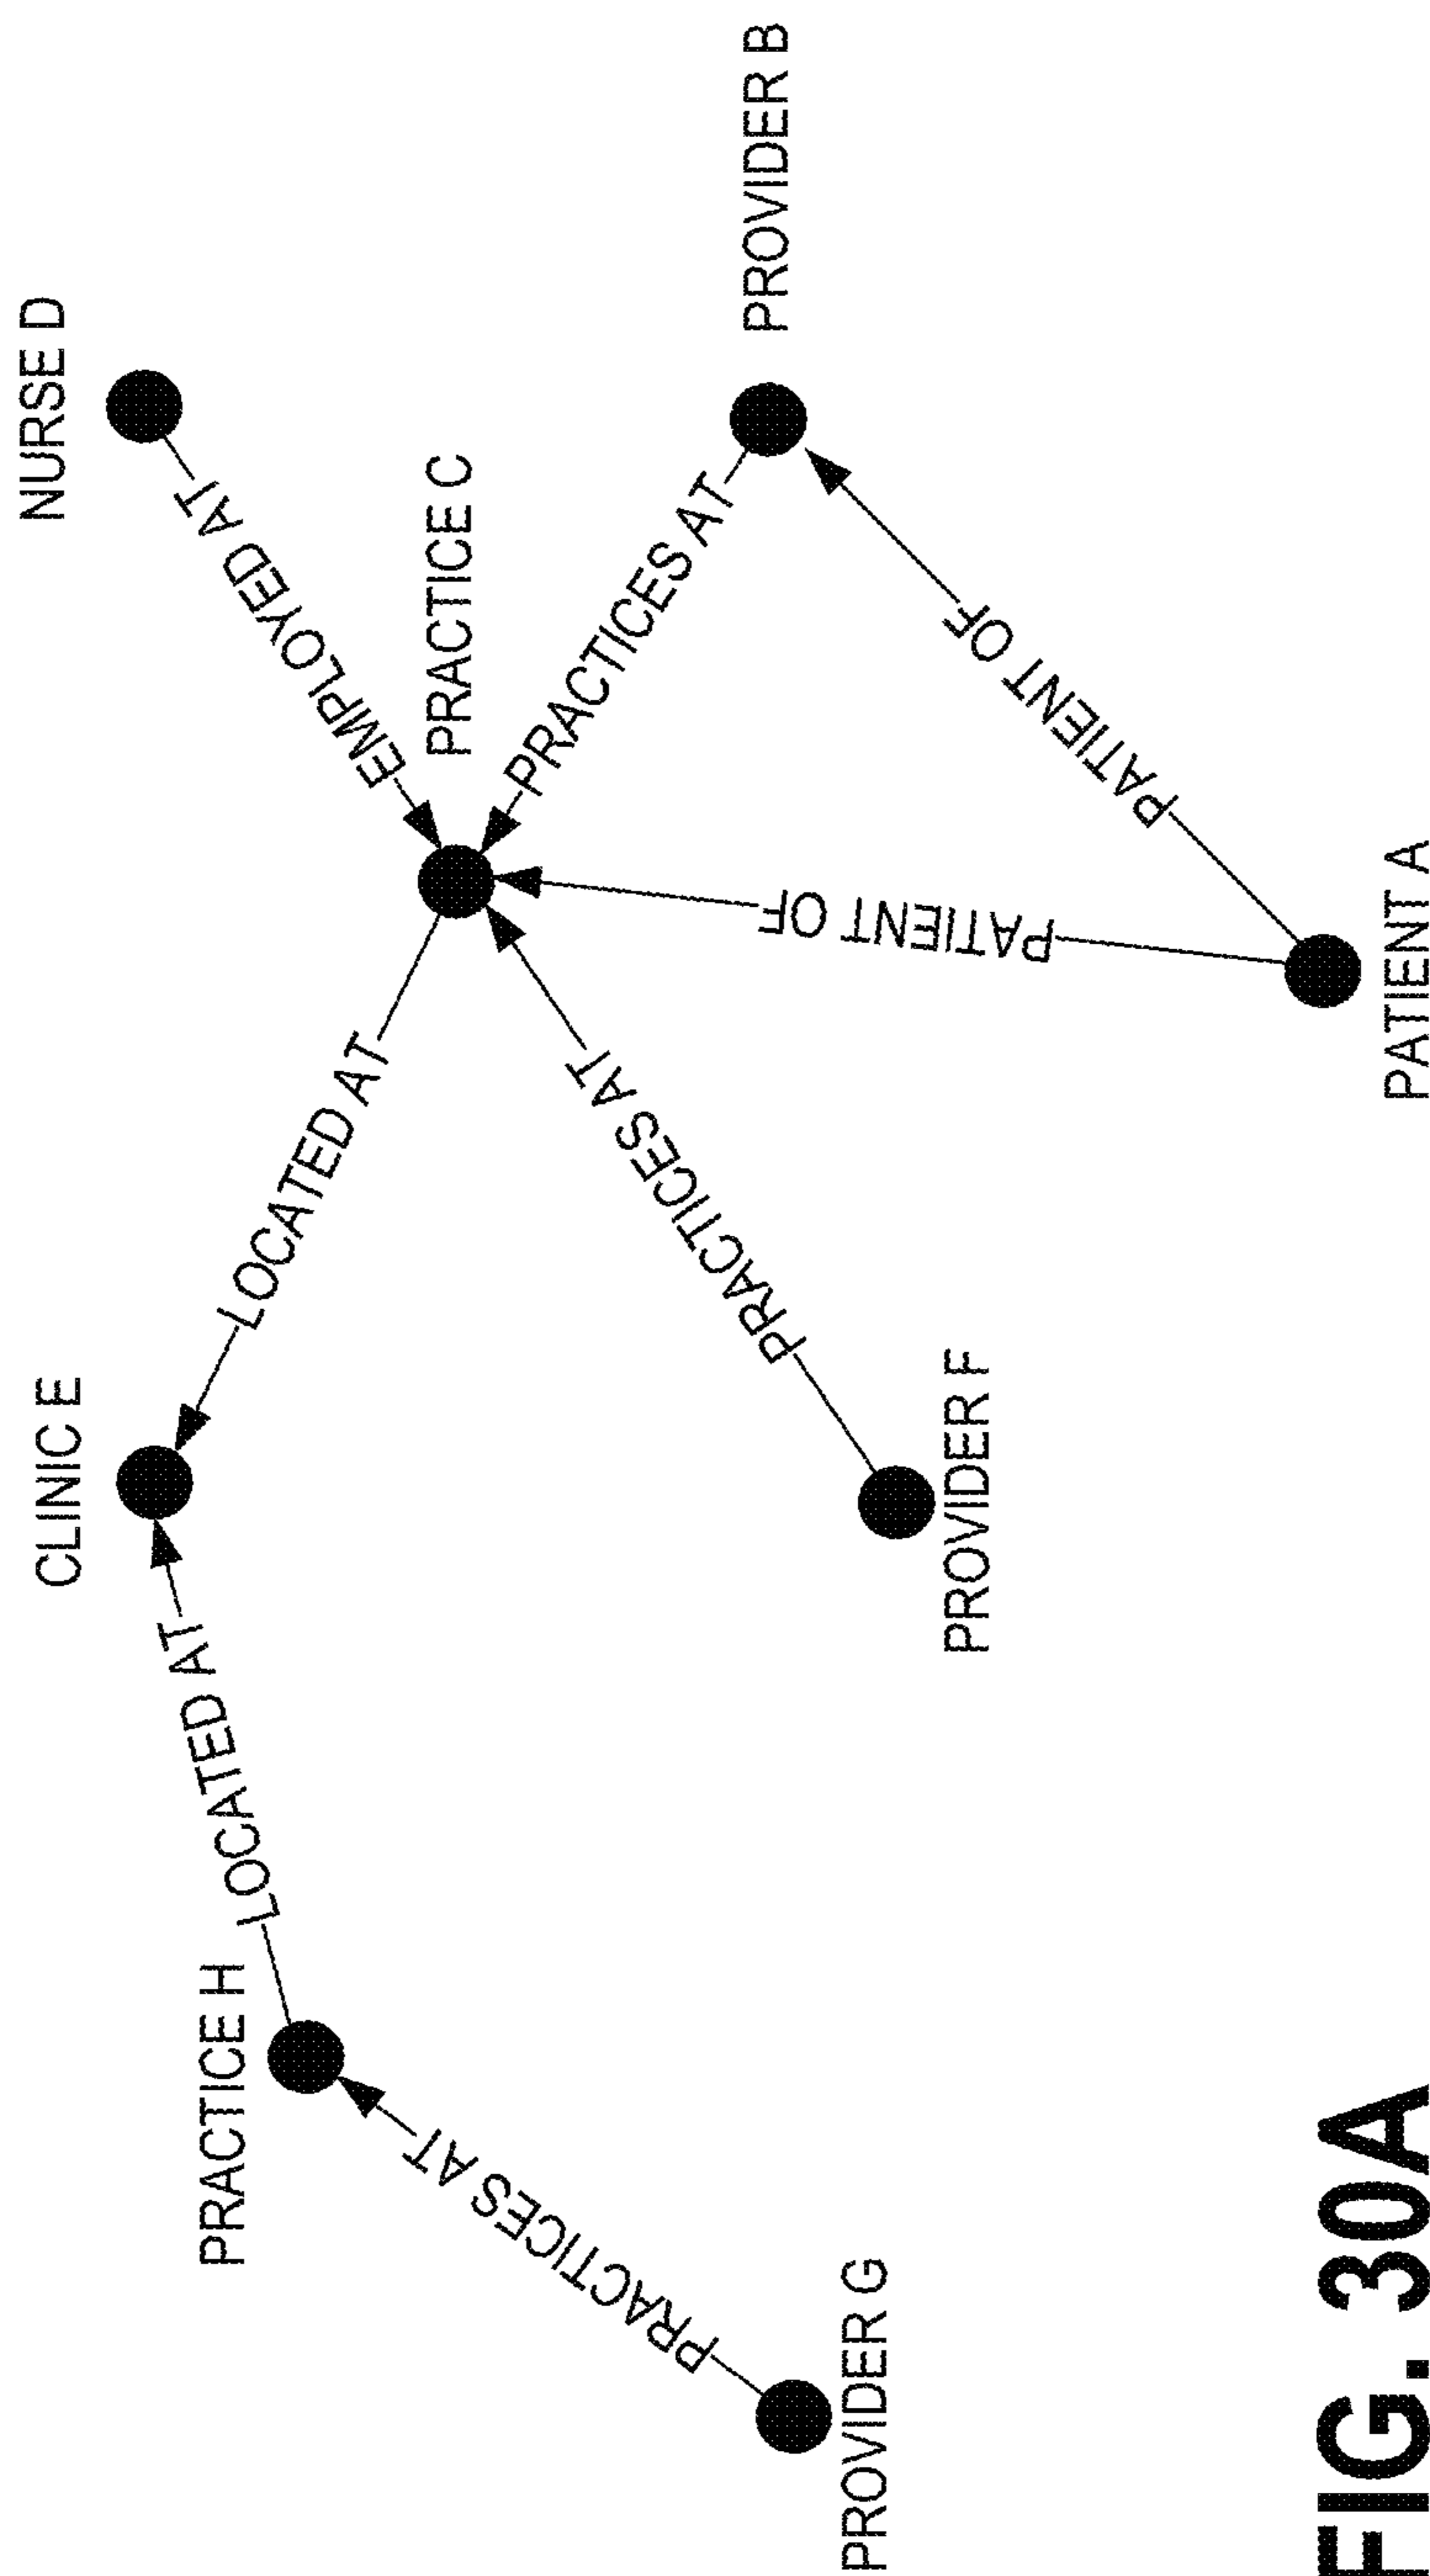 PROVIDER G
PRACTICES AT
PRACTICE H
LOCATED AT
CLINIC E
LOCATED AT
NURSE D
EMPLOYED AT
PRACTICE C
PRACTICES AT
PROVIDER B
PRACTICES AT
PROVIDER F
PATIENT OF
PATIENT OF
PATIENT A
FIG. 30A